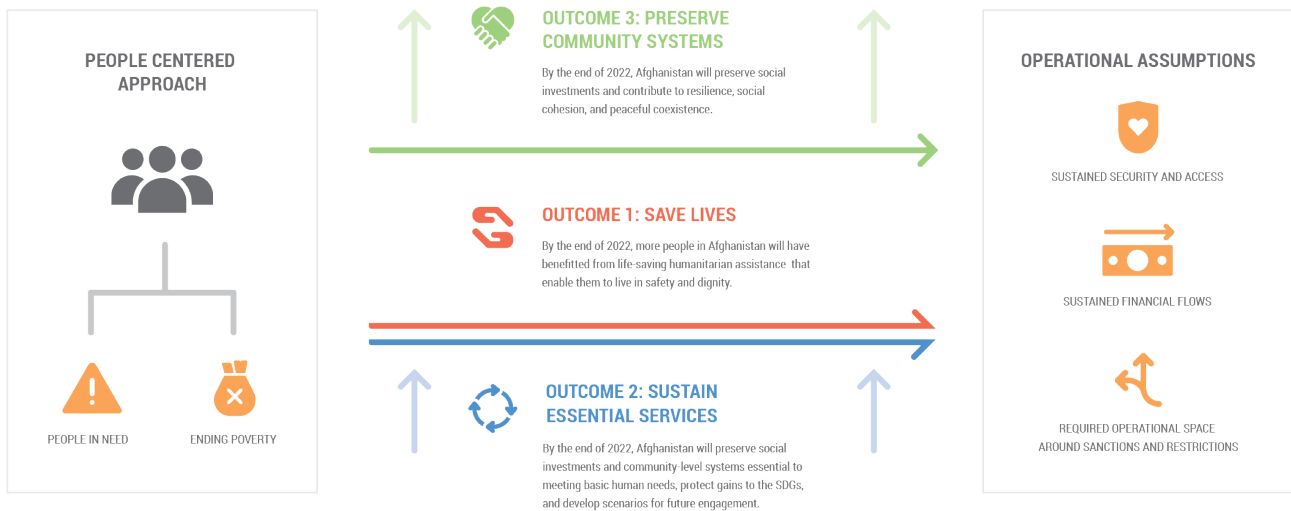 PEOPLE CENTERED
APPROACH
PEOPLE IN NEED
ENDING POVERTY
OUTCOME 3: PRESERVE
COMMUNITY SYSTEMS
By the end of 2022, Afghanistan will preserve social
investments and contribute to resilience, social
cohesion, and peaceful coexistence.
OUTCOME 1: SAVE LIVES
By the end of 2022, more people in Afghanistan will have
benefitted from life-saving humanitarian assistance that
enable them to live in safety and dignity.
OUTCOME 2: SUSTAIN
ESSENTIAL SERVICES
By the end of 2022, Afghanistan will preserve social
investments and community-level systems essential to
meeting basic human needs, protect gains to the SDGs,
and develop scenarios for future engagement.
OPERATIONAL ASSUMPTIONS
SUSTAINED SECURITY AND ACCESS
SUSTAINED FINANCIAL FLOWS
REQUIRED OPERATIONAL SPACE
AROUND SANCTIONS AND RESTRICTIONS